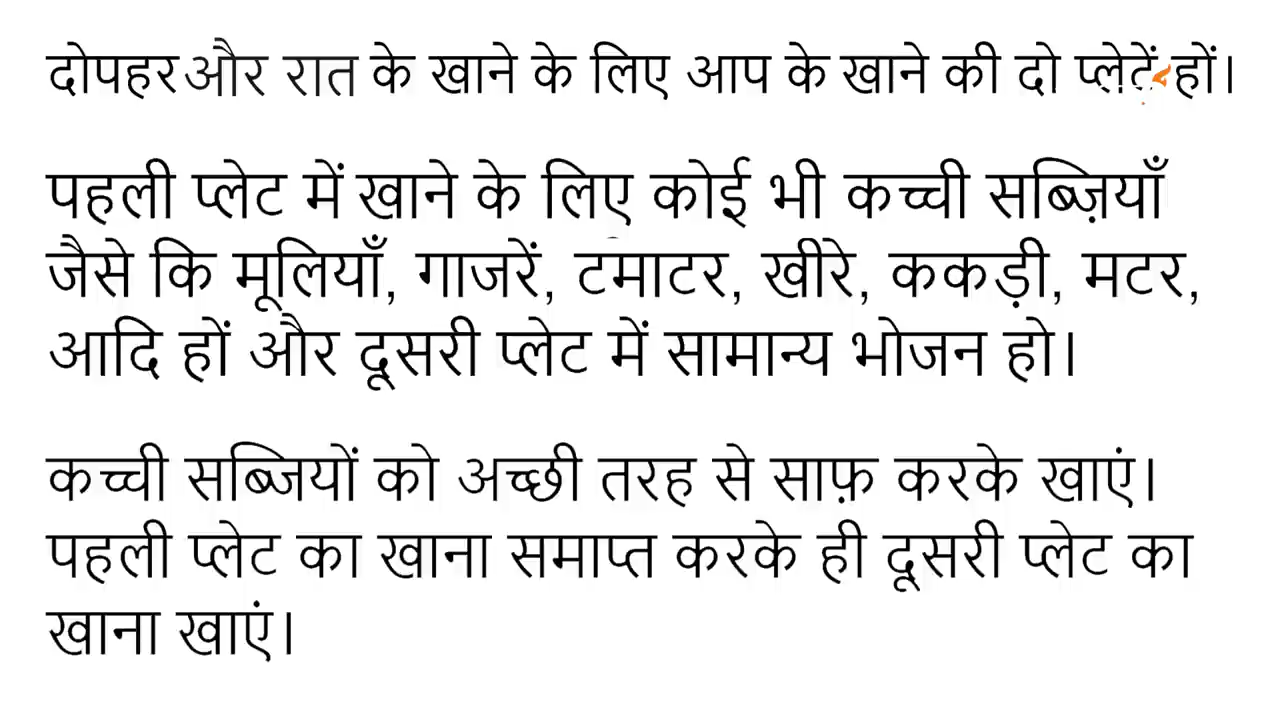 दोपहर और रात के खाने के लिए आप के खाने की दो प्लेटें हों।
पहली प्लेट में खाने के लिए कोई भी कच्ची सब्ज़ियाँ
जैसे कि मूलियाँ, गाजरें, टमाटर, खीरे, ककड़ी, मटर,
आदि हों और दूसरी प्लेट में सामान्य भोजन हो।
कच्ची सब्जियों को अच्छी तरह से साफ़ करके खाएं।
पहली प्लेट का खाना समाप्त करके ही दूसरी प्लेट का
खाना खाएं।